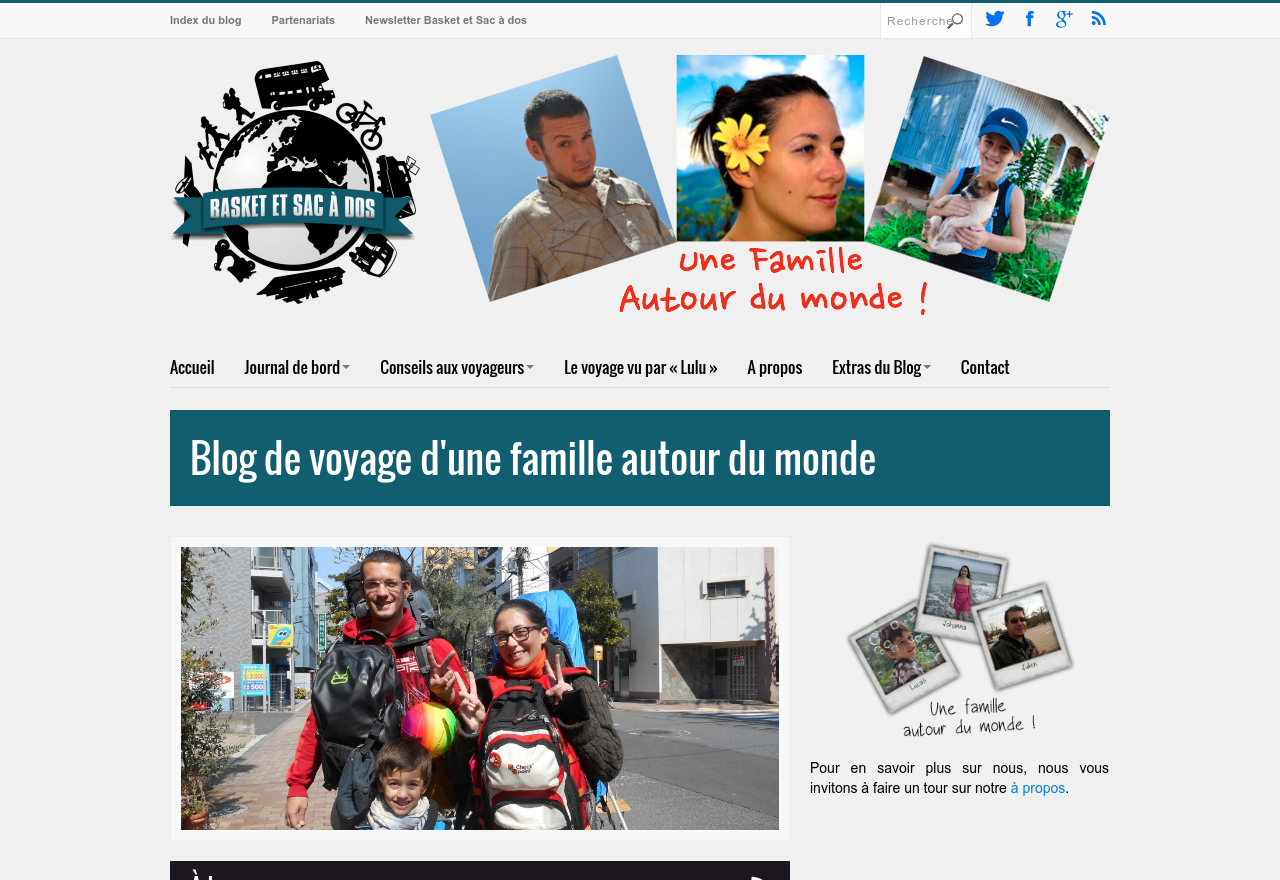 Index du blog
Partenariats
Newsletter Basket et Sac à dos
Recherche
BASKET ET SAC À DOS
Une Famille
Autour du monde !
Accueil
Journal de bord
Conseils aux voyageurs
Le voyage vu par « Lulu »
A propos
Extras du Blog
Contact
Blog de voyage d'une famille autour du monde
Check point
Johanna
Lucas
Julien
Une famille
autour du monde !
Pour en savoir plus sur nous, nous vous
invitons à faire un tour sur notre à propos.